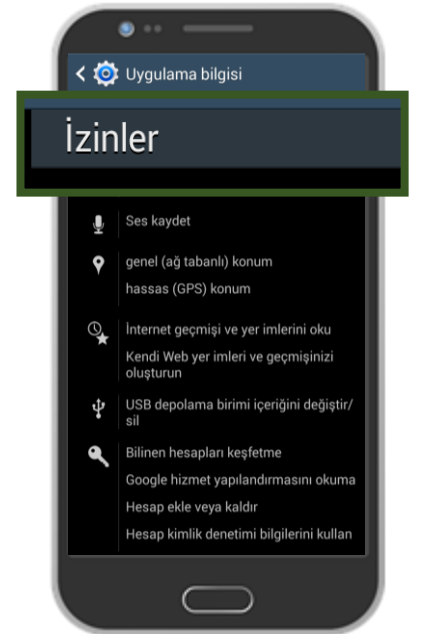 Uygulama bilgisi
İzinler
Ses kaydet
genel (ağ tabanlı) konum
hassas (GPS) konum
İnternet geçmişi ve yer imlerini oku
Kendi Web yer imleri ve geçmişinizi
oluşturun
USB depolama birimi içeriğini değiştir/
sil
Bilinen hesapları keşfetme
Google hizmet yapılandırmasını okuma
Hesap ekle veya kaldır
Hesap kimlik denetimi bilgilerini kullan